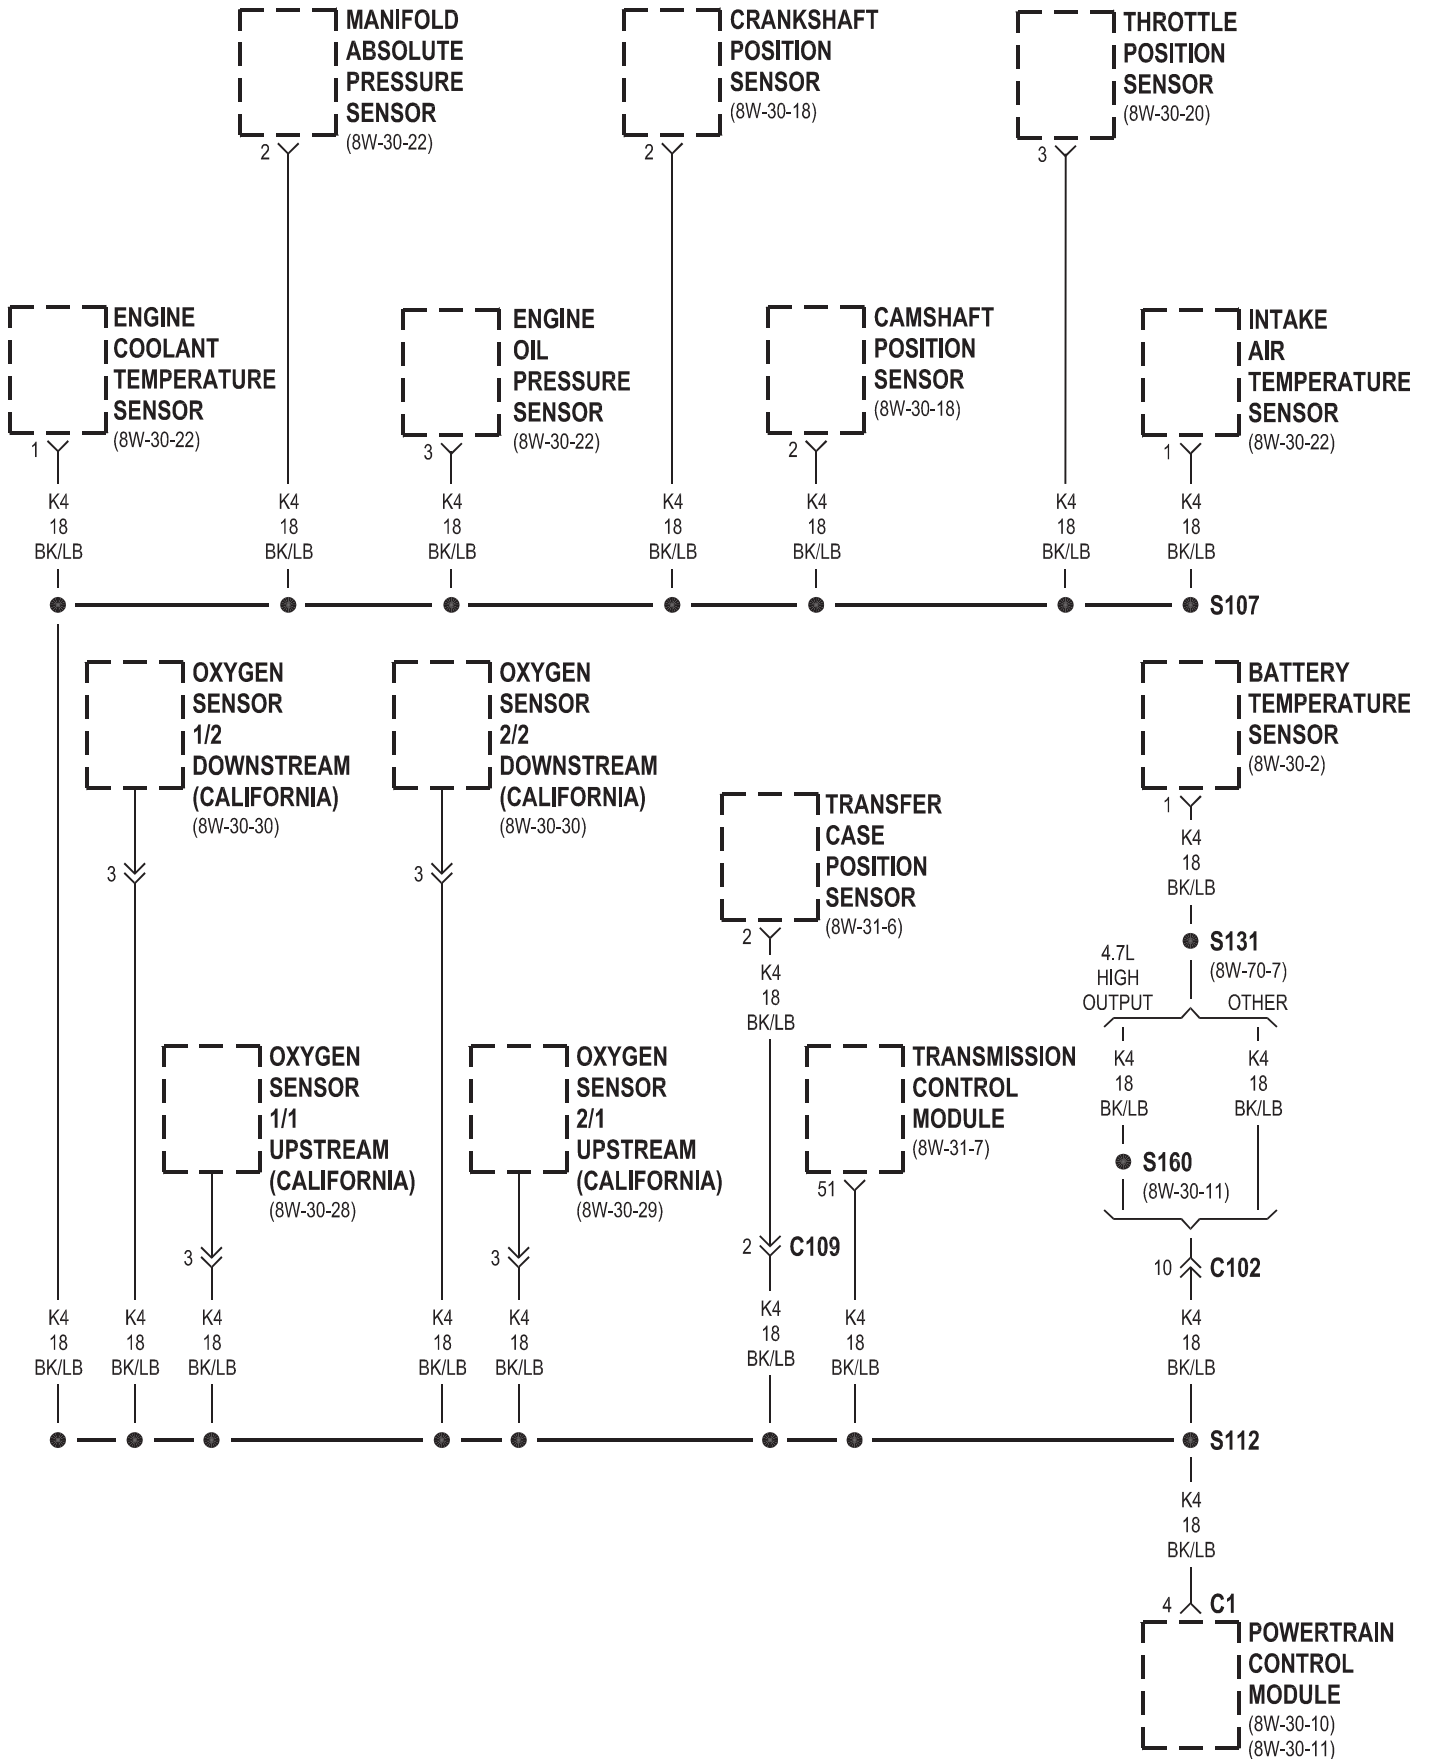 MANIFOLD
ABSOLUTE
PRESSURE
SENSOR
(8W-30-22)
2
CRANKSHAFT
POSITION
SENSOR
(8W-30-18)
2
THROTTLE
POSITION
SENSOR
(8W-30-20)
3
ENGINE
COOLANT
TEMPERATURE
SENSOR
(8W-30-22)
1
ENGINE
OIL
PRESSURE
SENSOR
(8W-30-22)
3
CAMSHAFT
POSITION
SENSOR
(8W-30-18)
2
INTAKE
AIR
TEMPERATURE
SENSOR
(8W-30-22)
1
K4 K4 K4 K4 K4 K4 K4
18 18 18 18 18 18 18
BK/LB BK/LB BK/LB BK/LB BK/LB BK/LB BK/LB
S107
OXYGEN
SENSOR
1/2
DOWNSTREAM
(CALIFORNIA)
(8W-30-30)
3
OXYGEN
SENSOR
2/2
DOWNSTREAM
(CALIFORNIA)
(8W-30-30)
3
BATTERY
TEMPERATURE
SENSOR
(8W-30-2)
1
K4
18
BK/LB
TRANSFER
CASE
POSITION
SENSOR
(8W-31-6)
2
K4
18
BK/LB
S131
(8W-70-7)
4.7L
HIGH
OUTPUT
OTHER
K4 K4
18 18
BK/LB BK/LB
S160
(8W-30-11)
OXYGEN
SENSOR
1/1
UPSTREAM
(CALIFORNIA)
(8W-30-28)
3
OXYGEN
SENSOR
2/1
UPSTREAM
(CALIFORNIA)
(8W-30-29)
3
TRANSMISSION
CONTROL
MODULE
(8W-31-7)
51
2 C109
10 C102
K4 K4 K4 K4 K4 K4 K4 K4
18 18 18 18 18 18 18 18
BK/LB BK/LB BK/LB BK/LB BK/LB BK/LB BK/LB BK/LB
S112
K4
18
BK/LB
4 C1
POWERTRAIN
CONTROL
MODULE
(8W-30-10)
(8W-30-11)